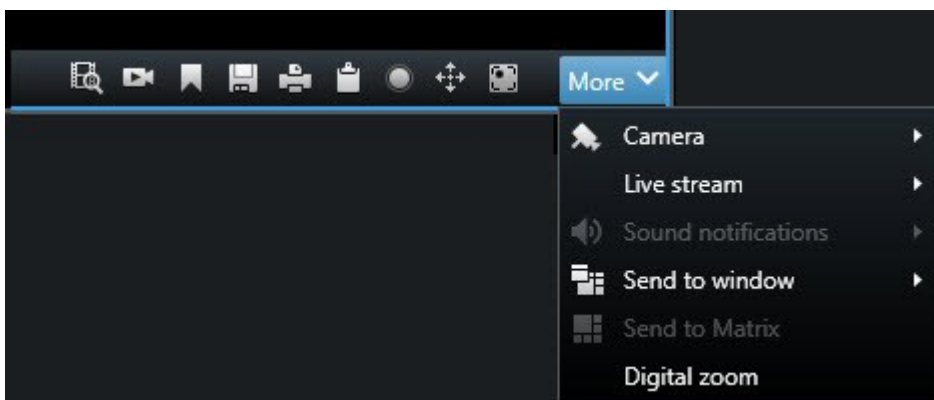 More
Camera
Live stream
Sound notifications
Send to window
Send to Matrix
Digital zoom